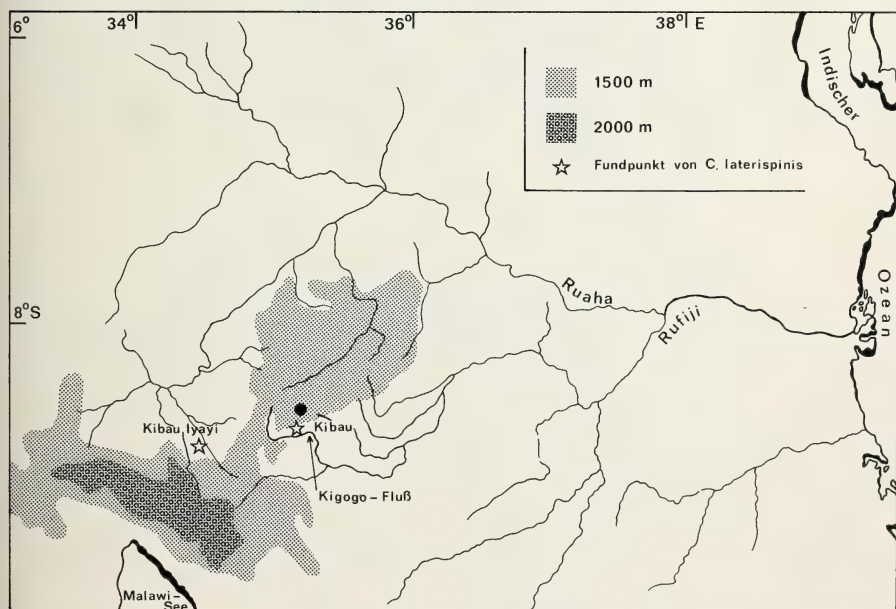 34°
36°
38° E
6°
8°S
1500 m
2000 m
Fundpunkt von C. laterispinis
Indischer
Ozean
Ruaha
Rufiji
Kibau Iyayi
Kibau
Kigogo-Fluß
Malawi-
See